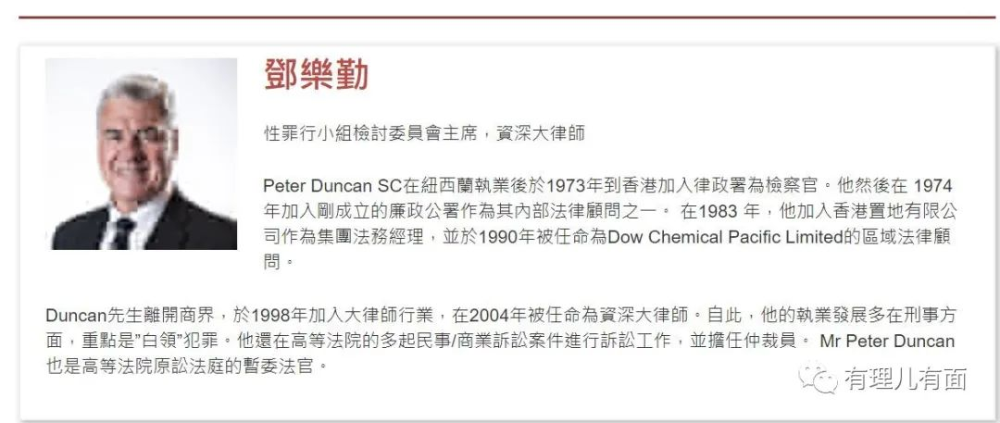 鄧樂勤
性罪行小組檢討委員會主席，資深大律師
Peter Duncan SC在紐西蘭執業後於1973年到香港加入律政署為檢察官。他然後在 1974
年加入剛成立的廉政公署作為其內部法律顧問之一。 在1983 年，他加入香港置地有限公
司作為集團法務經理，並於1990年被任命為Dow Chemical Pacific Limited的區域法律顧
問。
Duncan先生離開商界，於1998年加入大律師行業，在2004年被任命為資深大律師。自此，他的執業發展多在刑事方
面，重點是”白領”犯罪。他還在高等法院的多起民事/商業訴訟案件進行訴訟工作，並擔任仲裁員。 Mr Peter Duncan
也是高等法院原訟法庭的暫委法官。
有理儿有面